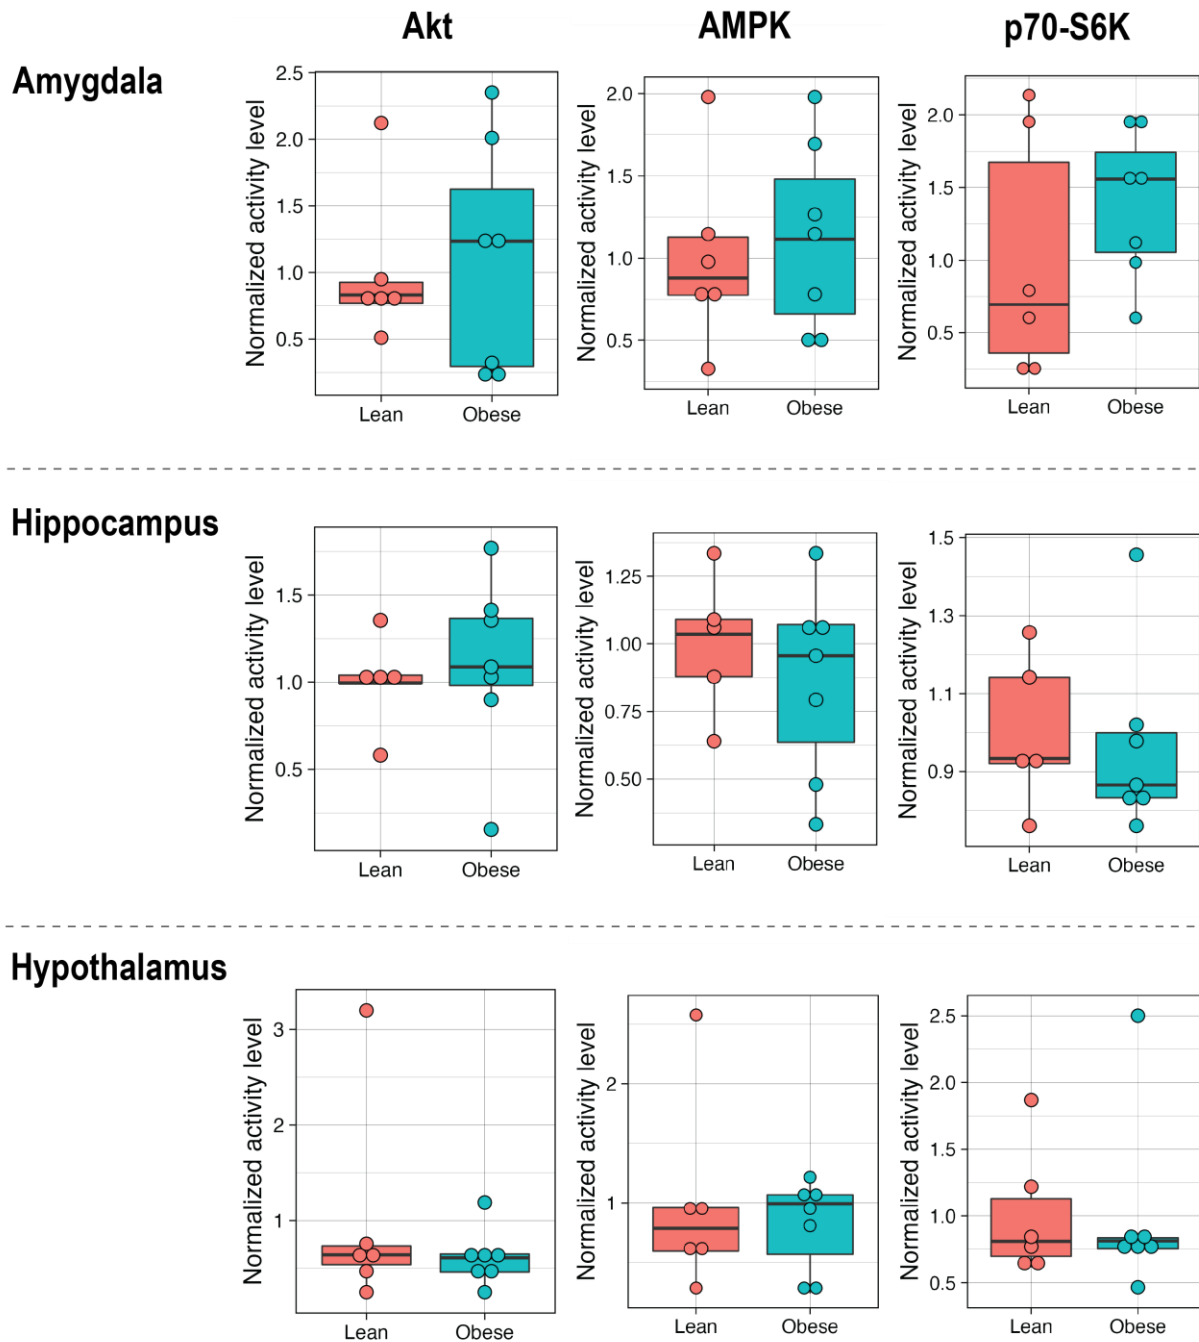 Akt AMPK p70-S6K
Amygdala
Normalized activity level
2.5
2.0
1.5
1.0
0.5
Lean Obese
Normalized activity level
2.0
1.5
1.0
0.5
Lean Obese
Normalized activity level
2.0
1.5
1.0
0.5
Lean Obese
Hippocampus
Normalized activity level
1.5
1.0
0.5
Lean Obese
Normalized activity level
1.25
1.00
0.75
0.50
Lean Obese
Normalized activity level
1.5
1.3
1.1
0.9
Lean Obese
Hypothalamus
Normalized activity level
3
2
1
Lean Obese
Normalized activity level
2
1
Lean Obese
Normalized activity level
2.5
2.0
1.5
1.0
0.5
Lean Obese